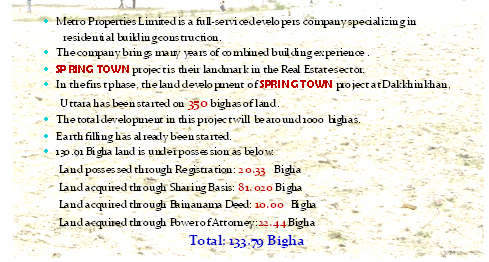 Metro Properties Limited is a full-service developers company specializing in
residential building construction.
The company brings many years of combined building experience.
SPRING TOWN project is their landmark in the Real Estate sector.
In the first phase, the land development of SPRING TOWN project at Dakkhinkhan,
Uttara has been started on 350 bighas of land.
The total development in this project will be around 1000 bighas.
Earth filling has already been started.
130.91 Bigha land is under possession as below:
Land possessed through Registration: 20.33 Bigha
Land acquired through Sharing Basis: 81.020 Bigha
Land acquired through Bainanama Deed: 10.00 Bigha
Land acquired through Power of Attorney: 22.44 Bigha
Total: 133.79 Bigha